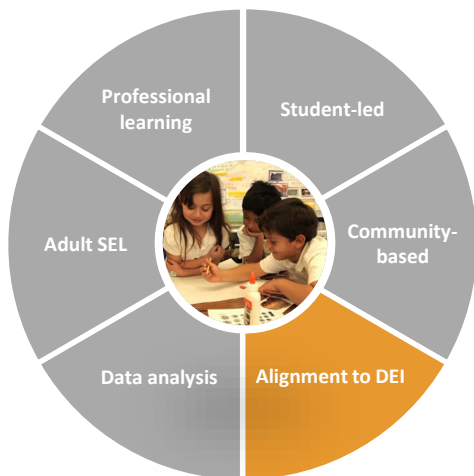 Professional
learning
Student-led
Adult SEL
Community-
based
Data analysis
Alignment to DEI